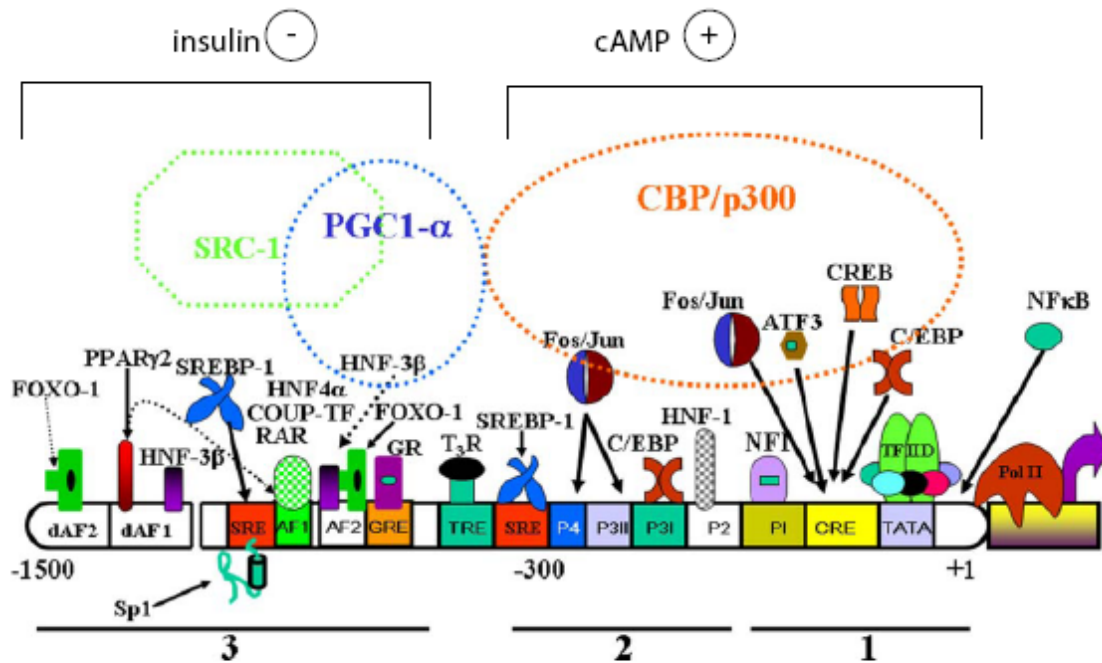 insulin -
cAMP +
SRC-1
PGC1-α
CBP/p300
CREB
Fos/Jun
ATF3
C/EBP
NFκB
Fos/Jun
PPARγ2
SREBP-1
HNF-3β
FOXO-1
HNF4α
COUP-TF
RAR
FOXO-1
HNF-3β
GR
T3R
SREBP-1
C/EBP
HNF-1
NF1
TF IID
Pol II
dAF2 dAF1 SRE AF1 AF2 GRE TRE SRE P4 P3II P3I P2 PI CRE TATA
-1500 -300 +1
Sp1
3 2 1